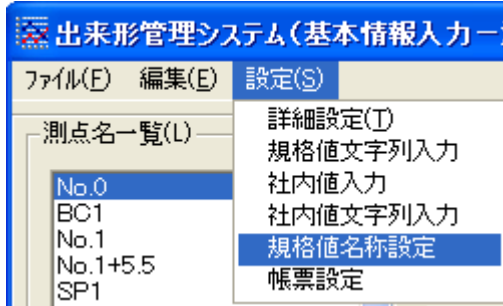 出来形管理システム(基本情報入力ー
ファイル(F) 編集(E) 設定(S)
詳細設定(T)
規格値文字列入力
社内値入力
社内値文字列入力
規格値名称設定
帳票設定
測点名一覧(L)
No.0
BC1
No.1
No.1+5.5
SP1